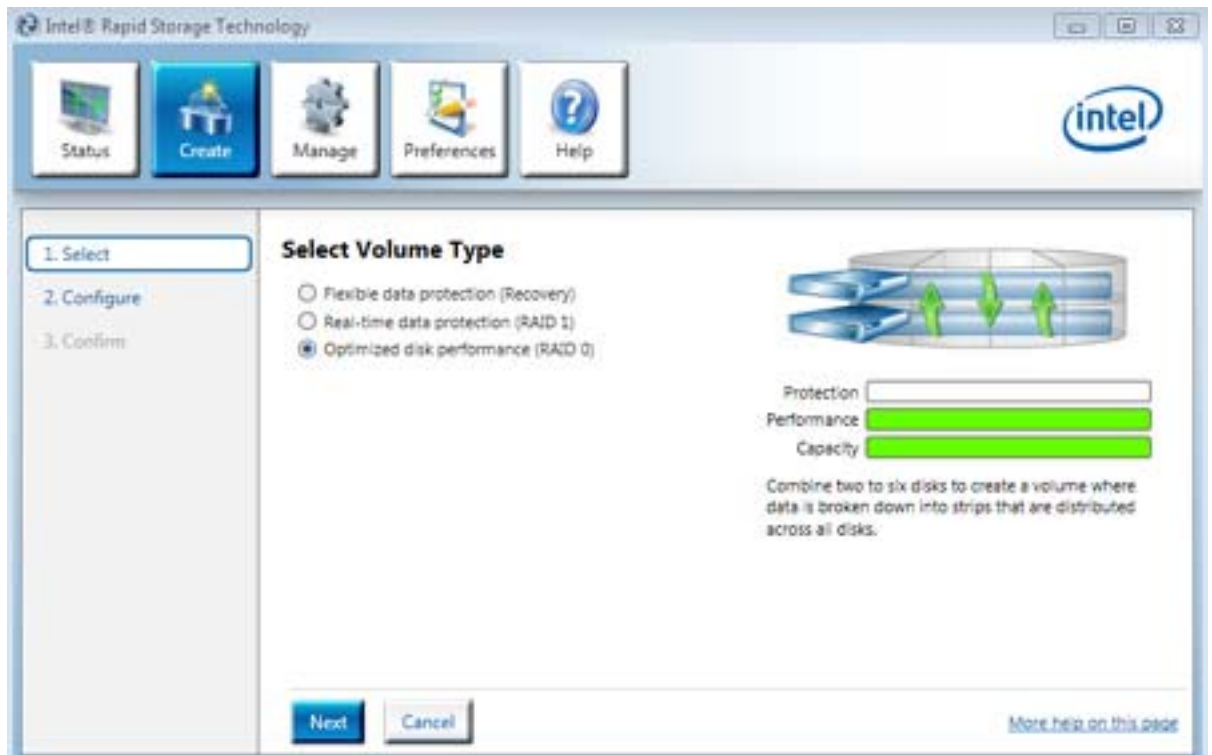 Intel® Rapid Storage Technology
Status
Create
Manage
Preferences
Help
intel
1. Select
2. Configure
3. Confirm
Select Volume Type
Flexible data protection (Recovery)
Real-time data protection (RAID 1)
Optimized disk performance (RAID 0)
Protection
Performance
Capacity
Combine two to six disks to create a volume where
data is broken down into strips that are distributed
across all disks.
Next
Cancel
More help on this page